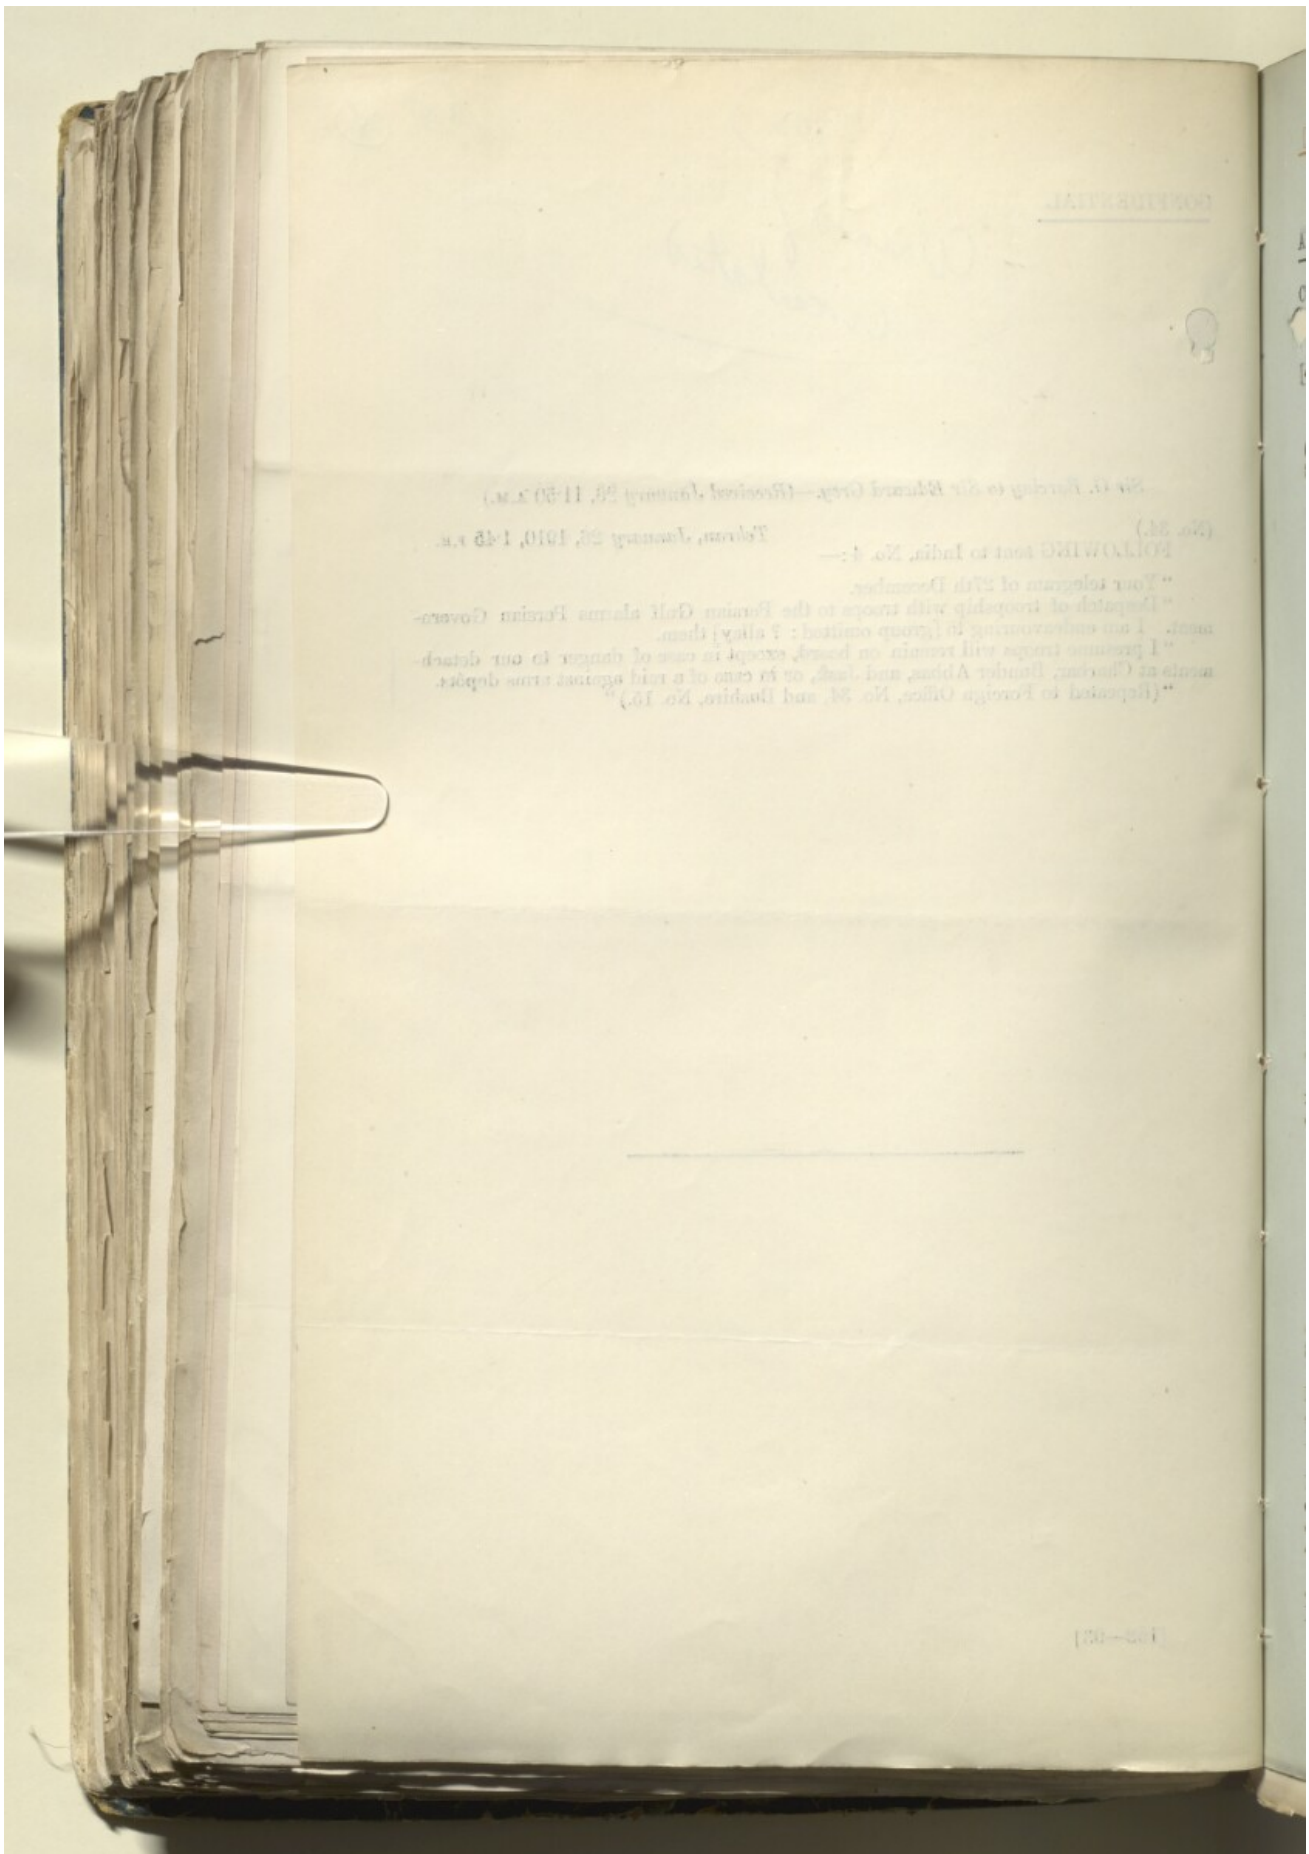 CONFIDENTIAL
Sir G. Barclay to Sir Edward Grey.—(Received January 26, 11·50 A.M.)
(No. 34.) Tehran, January 26, 1910, 1·45 P.M.
FOLLOWING sent to India, No. 4:—
"Your telegram of 27th December.
"Despatch of troopship with troops to the Persian Gulf alarms Persian Govern-
ment. I am endeavouring to [group omitted: ? allay] them.
"I presume troops will remain on board, except in case of danger to our detach-
ments at Charbar, Bunder Abbas, and Jask, or in case of a raid against arms depôts.
"(Repeated to Foreign Office, No. 34, and Bushire, No. 15.)"